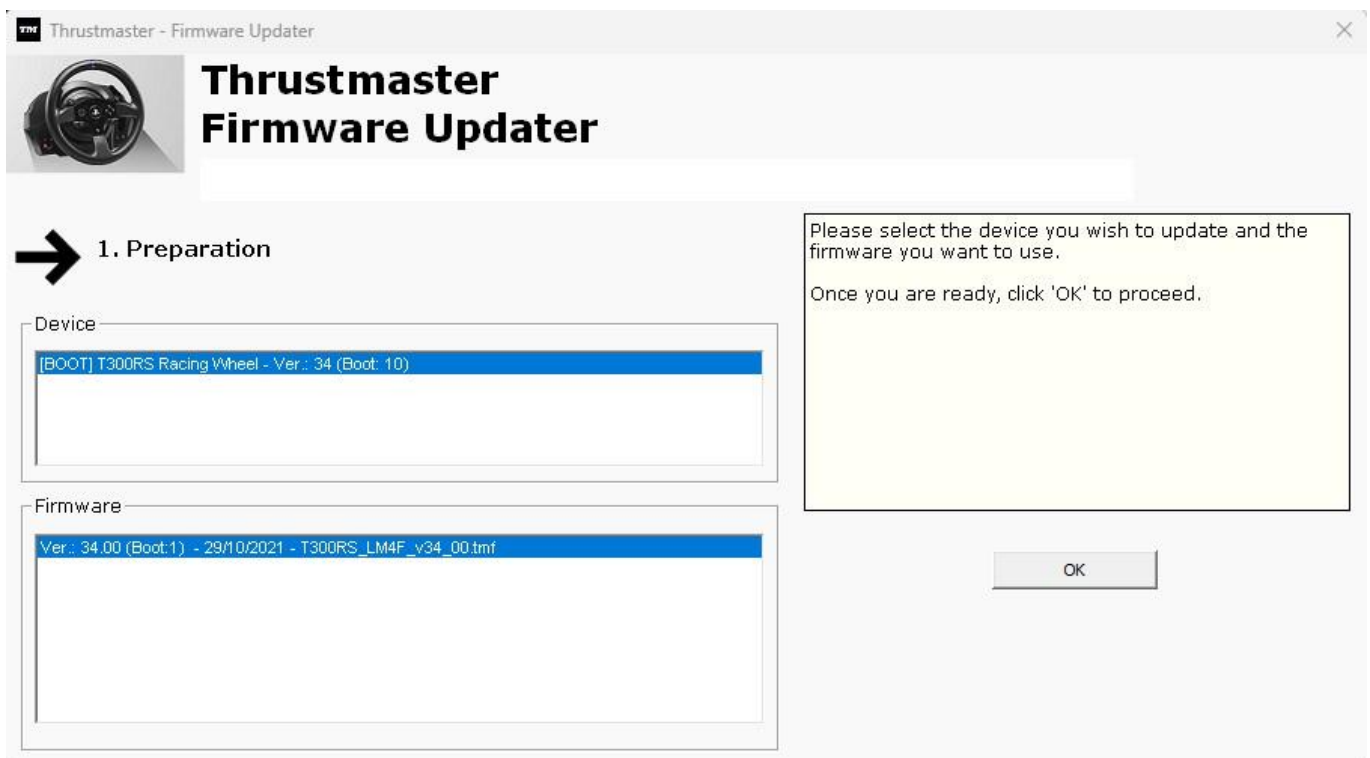 TM Thrustmaster - Firmware Updater
Thrustmaster
Firmware Updater
1. Preparation
Please select the device you wish to update and the
firmware you want to use.
Once you are ready, click 'OK' to proceed.
Device
[BOOT] T300RS Racing Wheel - Ver.: 34 (Boot: 10)
Firmware
Ver.: 34.00 (Boot:1) - 29/10/2021 - T300RS_LM4F_v34_00.tmf
OK